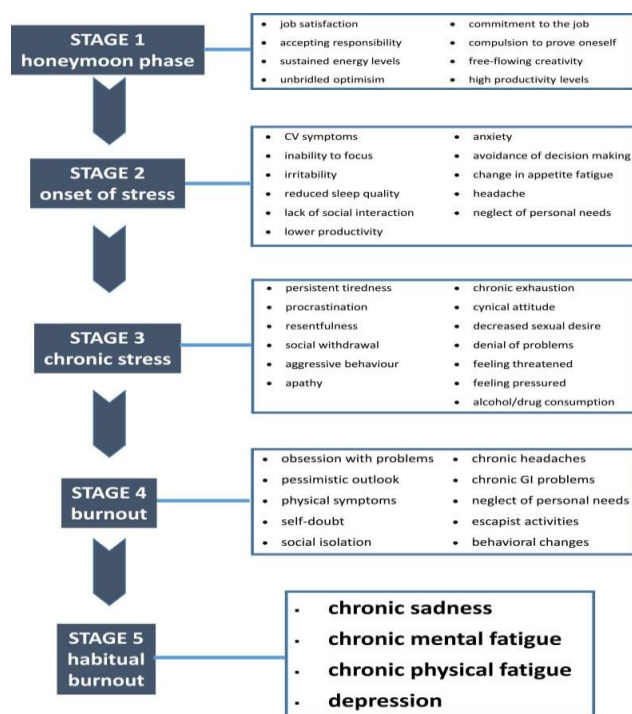 STAGE 1
honeymoon phase
• job satisfaction
• accepting responsibility
• sustained energy levels
• unbridled optimisim
• commitment to the job
• compulsion to prove oneself
• free-flowing creativity
• high productivity levels
STAGE 2
onset of stress
• CV symptoms
• inability to focus
• irritability
• reduced sleep quality
• lack of social interaction
• lower productivity
• anxiety
• avoidance of decision making
• change in appetite fatigue
• headache
• neglect of personal needs
STAGE 3
chronic stress
• persistent tiredness
• procrastination
• resentfulness
• social withdrawal
• aggressive behaviour
• apathy
• chronic exhaustion
• cynical attitude
• decreased sexual desire
• denial of problems
• feeling threatened
• feeling pressured
• alcohol/drug consumption
STAGE 4
burnout
• obsession with problems
• pessimistic outlook
• physical symptoms
• self-doubt
• social isolation
• chronic headaches
• chronic GI problems
• neglect of personal needs
• escapist activities
• behavioral changes
STAGE 5
habitual
burnout
• chronic sadness
• chronic mental fatigue
• chronic physical fatigue
• depression